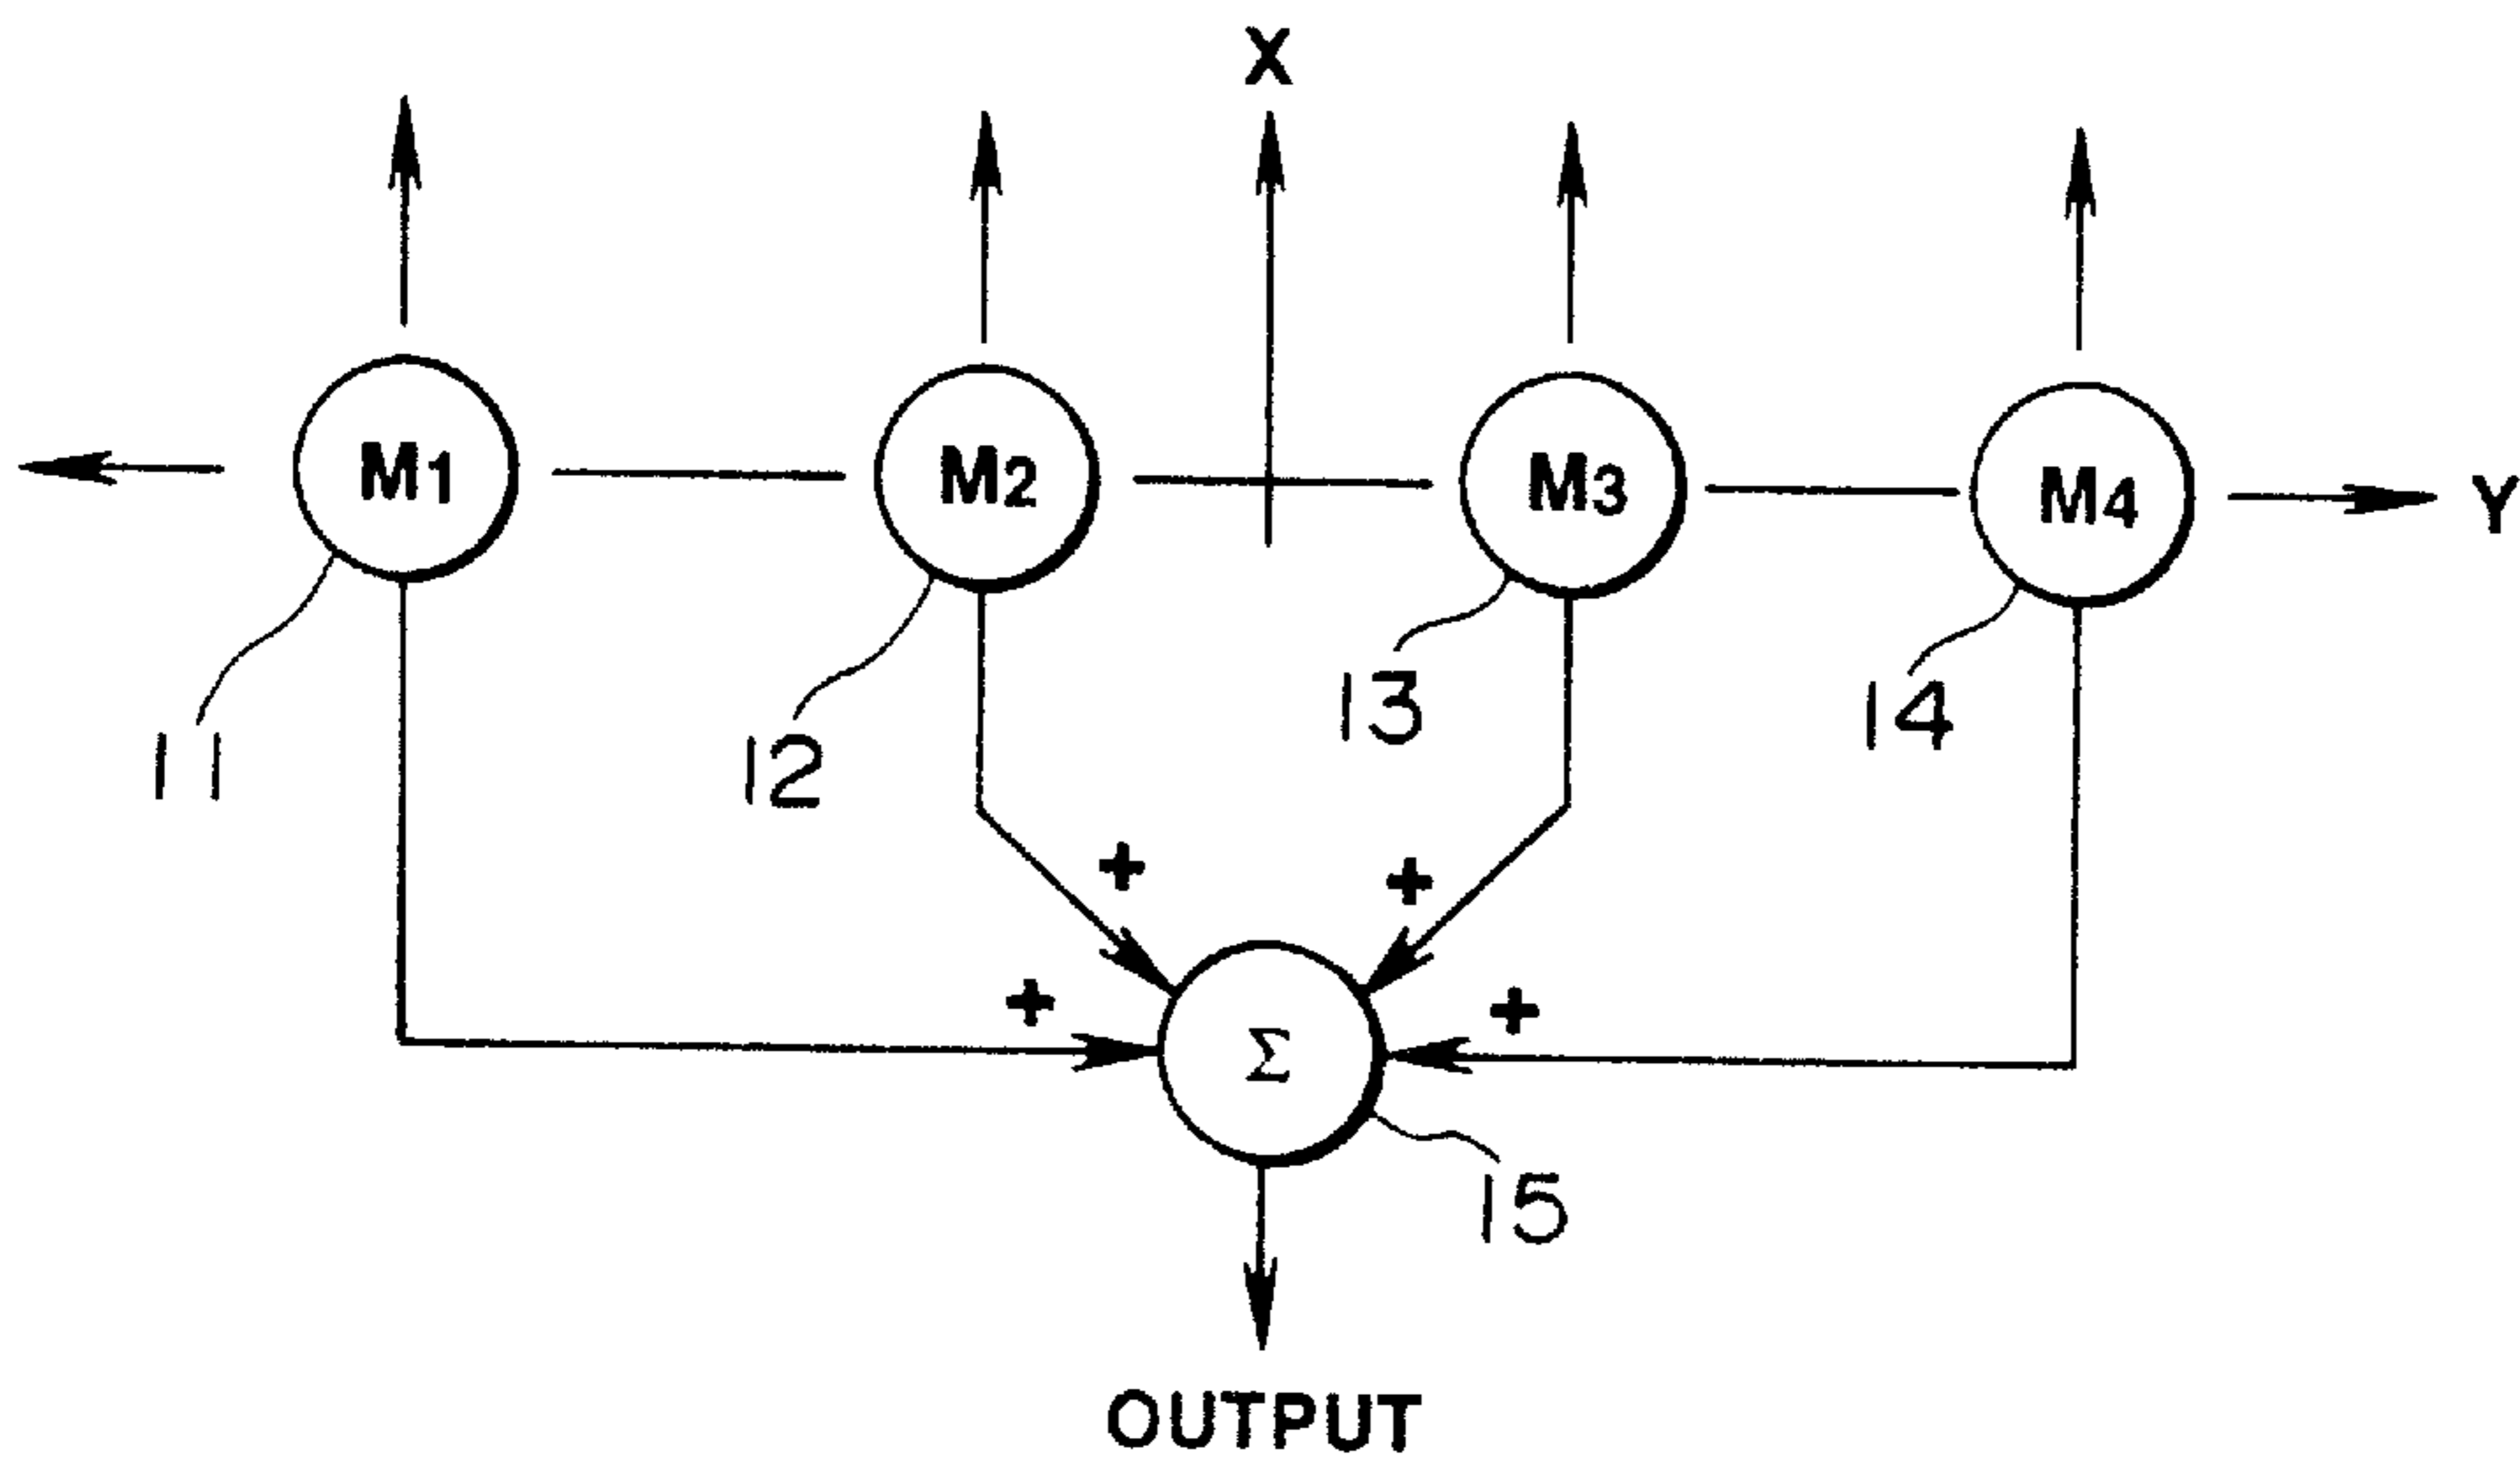 X
M1 M2 M3 M4 Y
11 12 13 14
+ +
+ +
Σ
15
OUTPUT